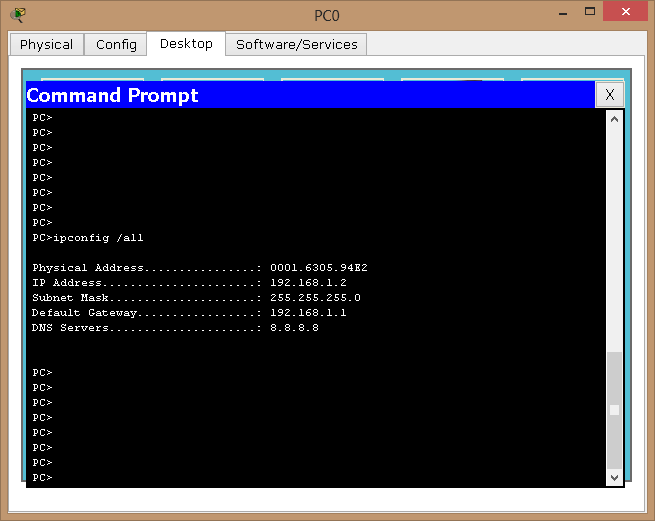 PC0
Physical Config Desktop Software/Services
Command Prompt X
PC>
PC>
PC>
PC>
PC>
PC>
PC>
PC>
PC>ipconfig /all
Physical Address................: 0001.6305.94E2
IP Address......................: 192.168.1.2
Subnet Mask.....................: 255.255.255.0
Default Gateway.................: 192.168.1.1
DNS Servers.....................: 8.8.8.8
PC>
PC>
PC>
PC>
PC>
PC>
PC>
PC>